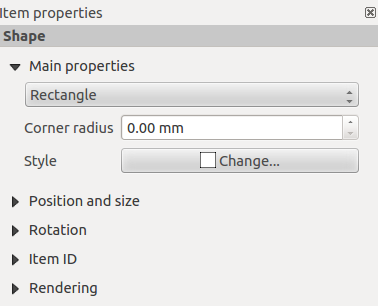 Item properties
Shape
Main properties
Rectangle
Corner radius 0.00 mm
Style Change...
Position and size
Rotation
Item ID
Rendering